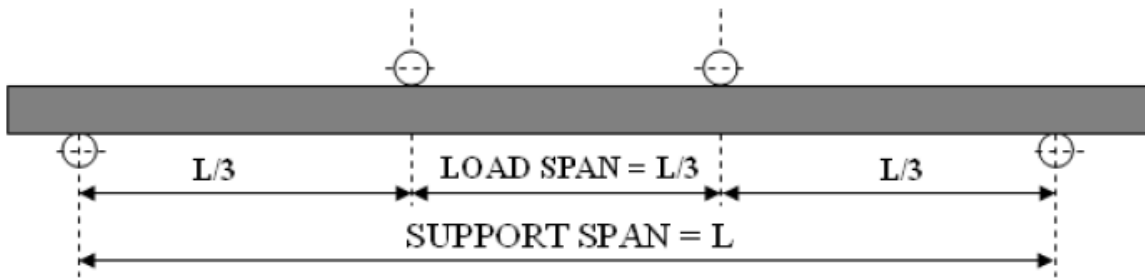 L/3
LOAD SPAN = L/3
L/3
SUPPORT SPAN = L